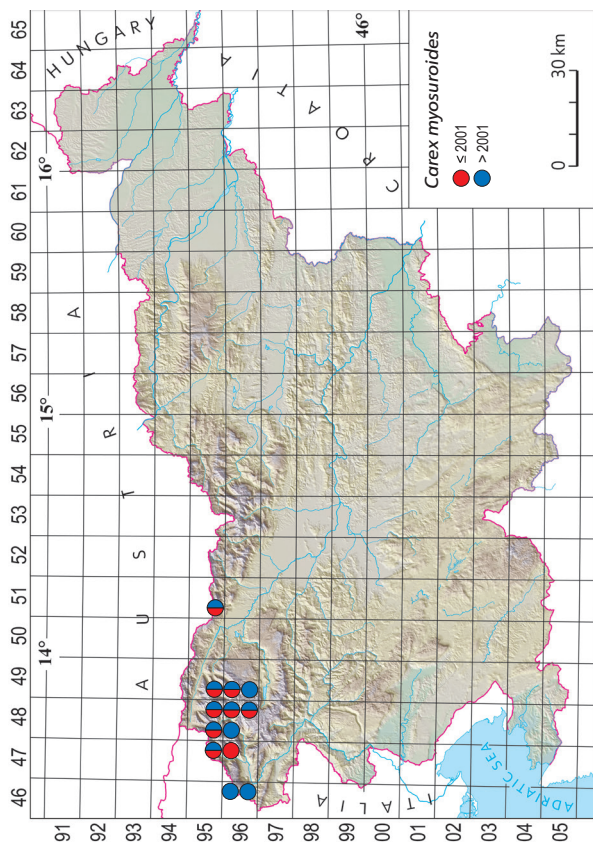 46 47 48 49 50 51 52 53 54 55 56 57 58 59 60 61 62 63 64 65
14° 15° 16°
91
92
93
94
95
96
97
98
99
00
01
02
03
04
05
AUSTRIA
HUNGARY
CROATIA
ITALIA
ADRIATIC SEA
46°
Carex myosuroides
≤ 2001
> 2001
0 30 km